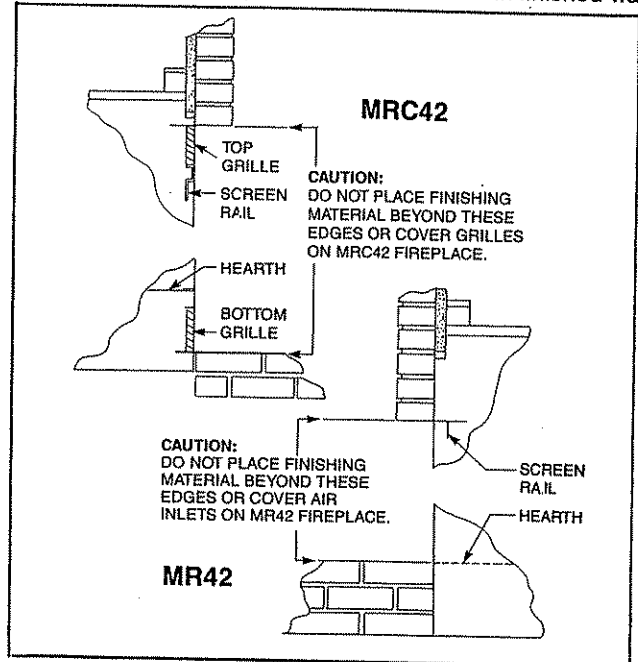 MRC42
TOP
GRILLE
SCREEN
RAIL
CAUTION:
DO NOT PLACE FINISHING
MATERIAL BEYOND THESE
EDGES OR COVER GRILLES
ON MRC42 FIREPLACE.
HEARTH
BOTTOM
GRILLE
CAUTION:
DO NOT PLACE FINISHING
MATERIAL BEYOND THESE
EDGES OR COVER AIR
INLETS ON MR42 FIREPLACE.
SCREEN
RAIL
HEARTH
MR42